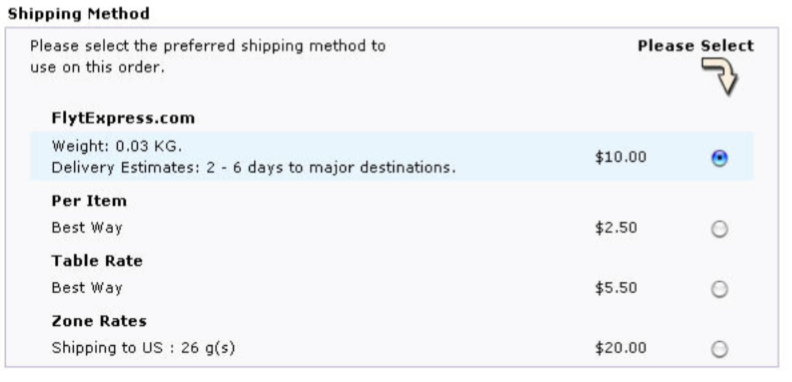 Shipping Method
Please select the preferred shipping method to
use on this order.
Please Select
FlytExpress.com
Weight: 0.03 KG.
Delivery Estimates: 2 - 6 days to major destinations.
$10.00
Per Item
Best Way
$2.50
Table Rate
Best Way
$5.50
Zone Rates
Shipping to US : 26 g(s)
$20.00